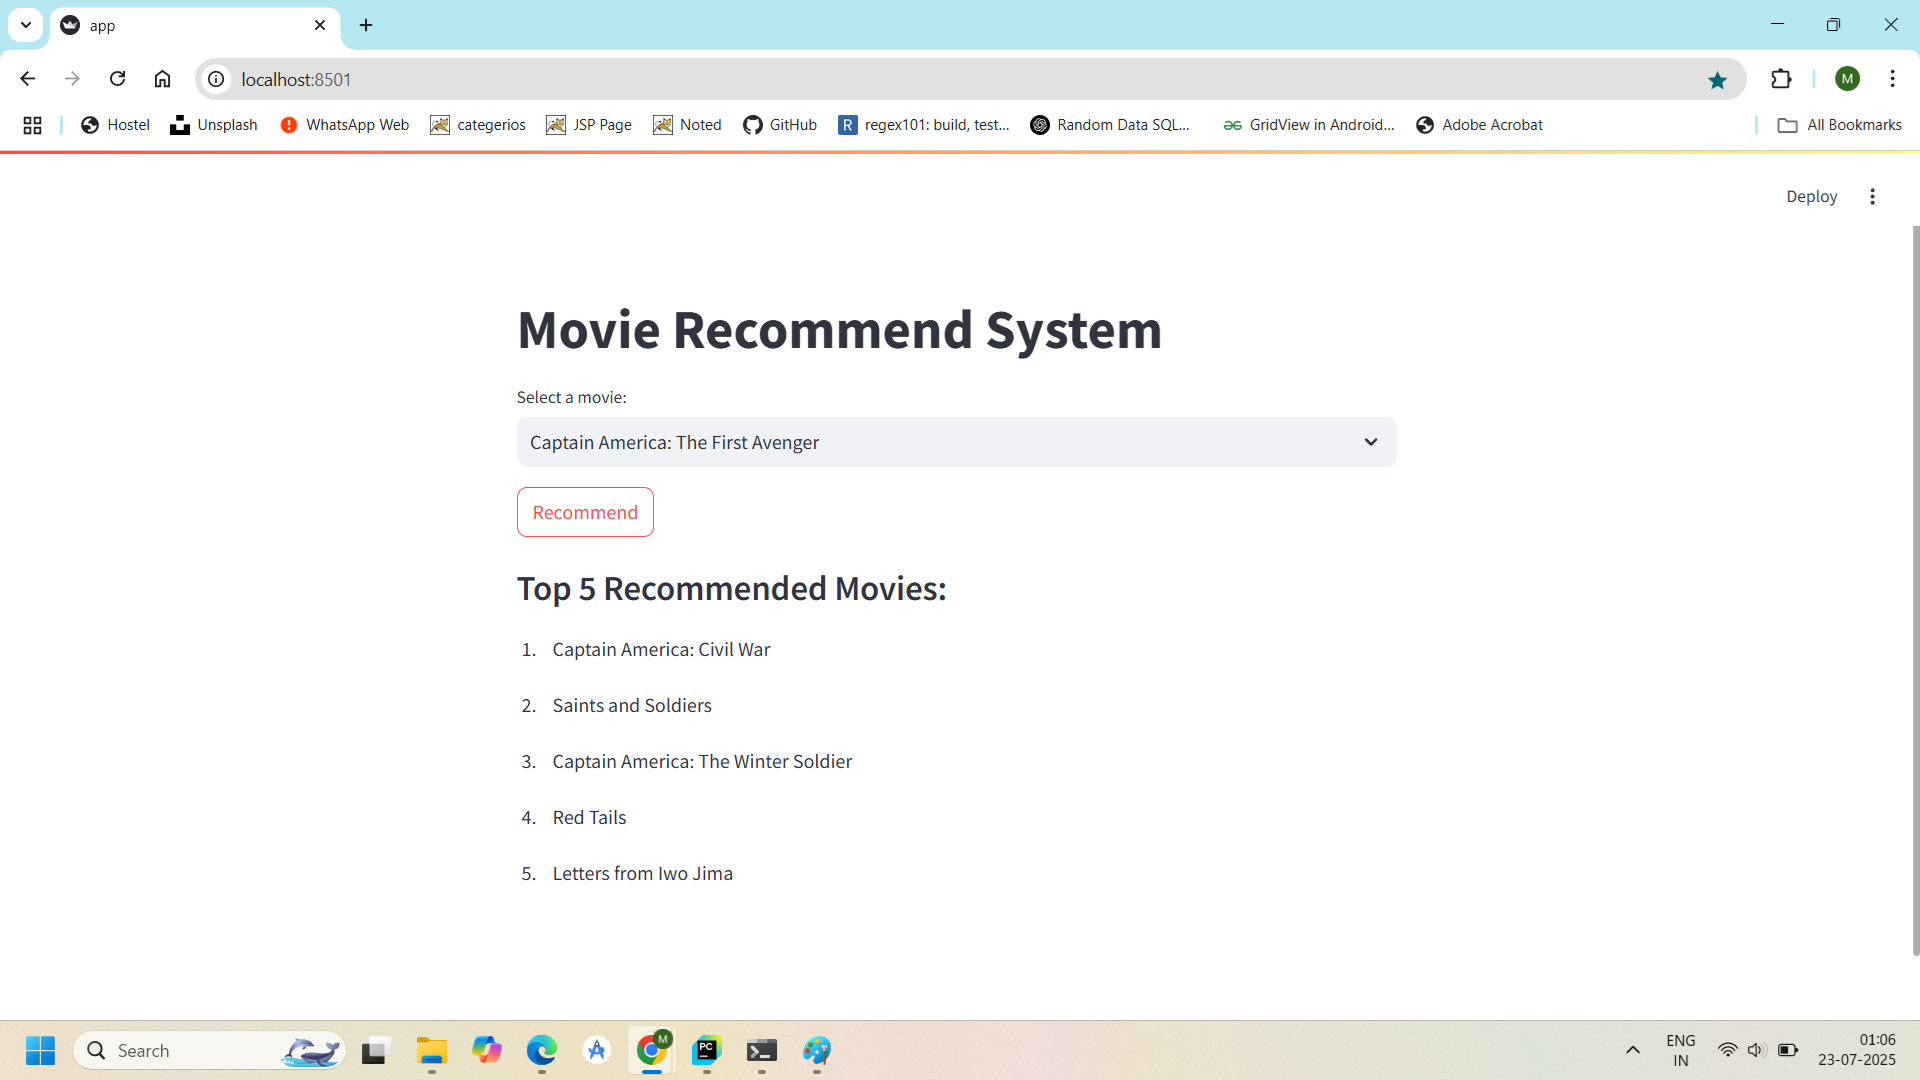 app
localhost:8501
M
Hostel
Unsplash
WhatsApp Web
categerios
JSP Page
Noted
GitHub
R
regex101: build, test...
Random Data SQL...
GridView in Android...
Adobe Acrobat
All Bookmarks
Deploy
Movie Recommend System
Select a movie:
Captain America: The First Avenger
Recommend
Top 5 Recommended Movies:
1. Captain America: Civil War
2. Saints and Soldiers
3. Captain America: The Winter Soldier
4. Red Tails
5. Letters from Iwo Jima
Search
M
PC
ENG
IN
01:06
23-07-2025